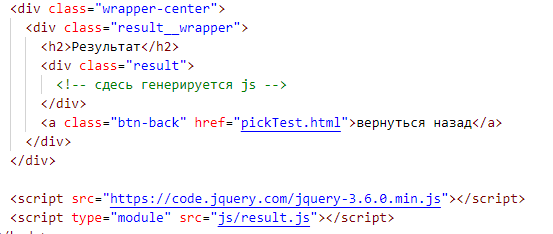 <div class="wrapper-center">
<div class="result__wrapper">
<h2>Результат</h2>
<div class="result">
<!-- сдесь генерируется js -->
</div>
<a class="btn-back" href="pickTest.html">вернуться назад</a>
</div>
</div>
<script src="https://code.jquery.com/jquery-3.6.0.min.js"></script>
<script type="module" src="js/result.js"></script>